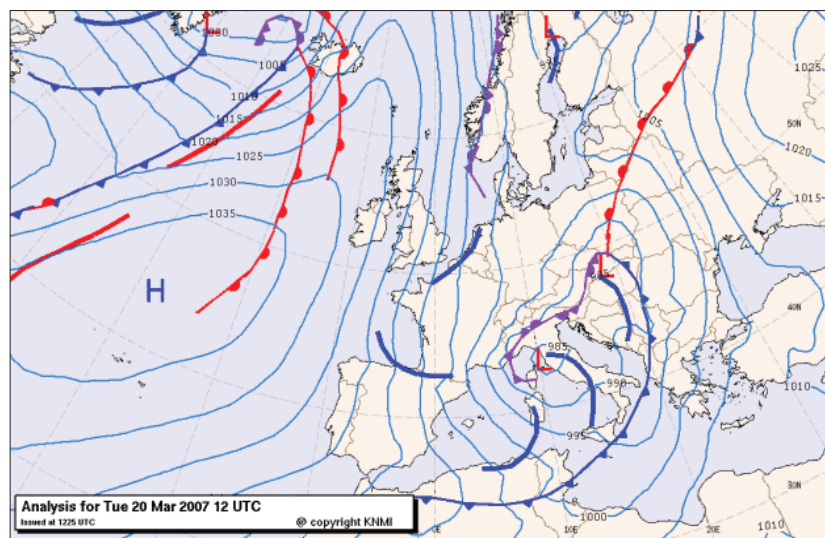 L
1000
1005
1010
1015
1020
1025
1030
1035
H
L
1005
1025
50N
1020
1015
40N
L
985
L
990
995
1010
30N
1000
0E
10E
20E
1010
Analysis for Tue 20 Mar 2007 12 UTC
Issued at 1225 UTC
@ copyright KNMI